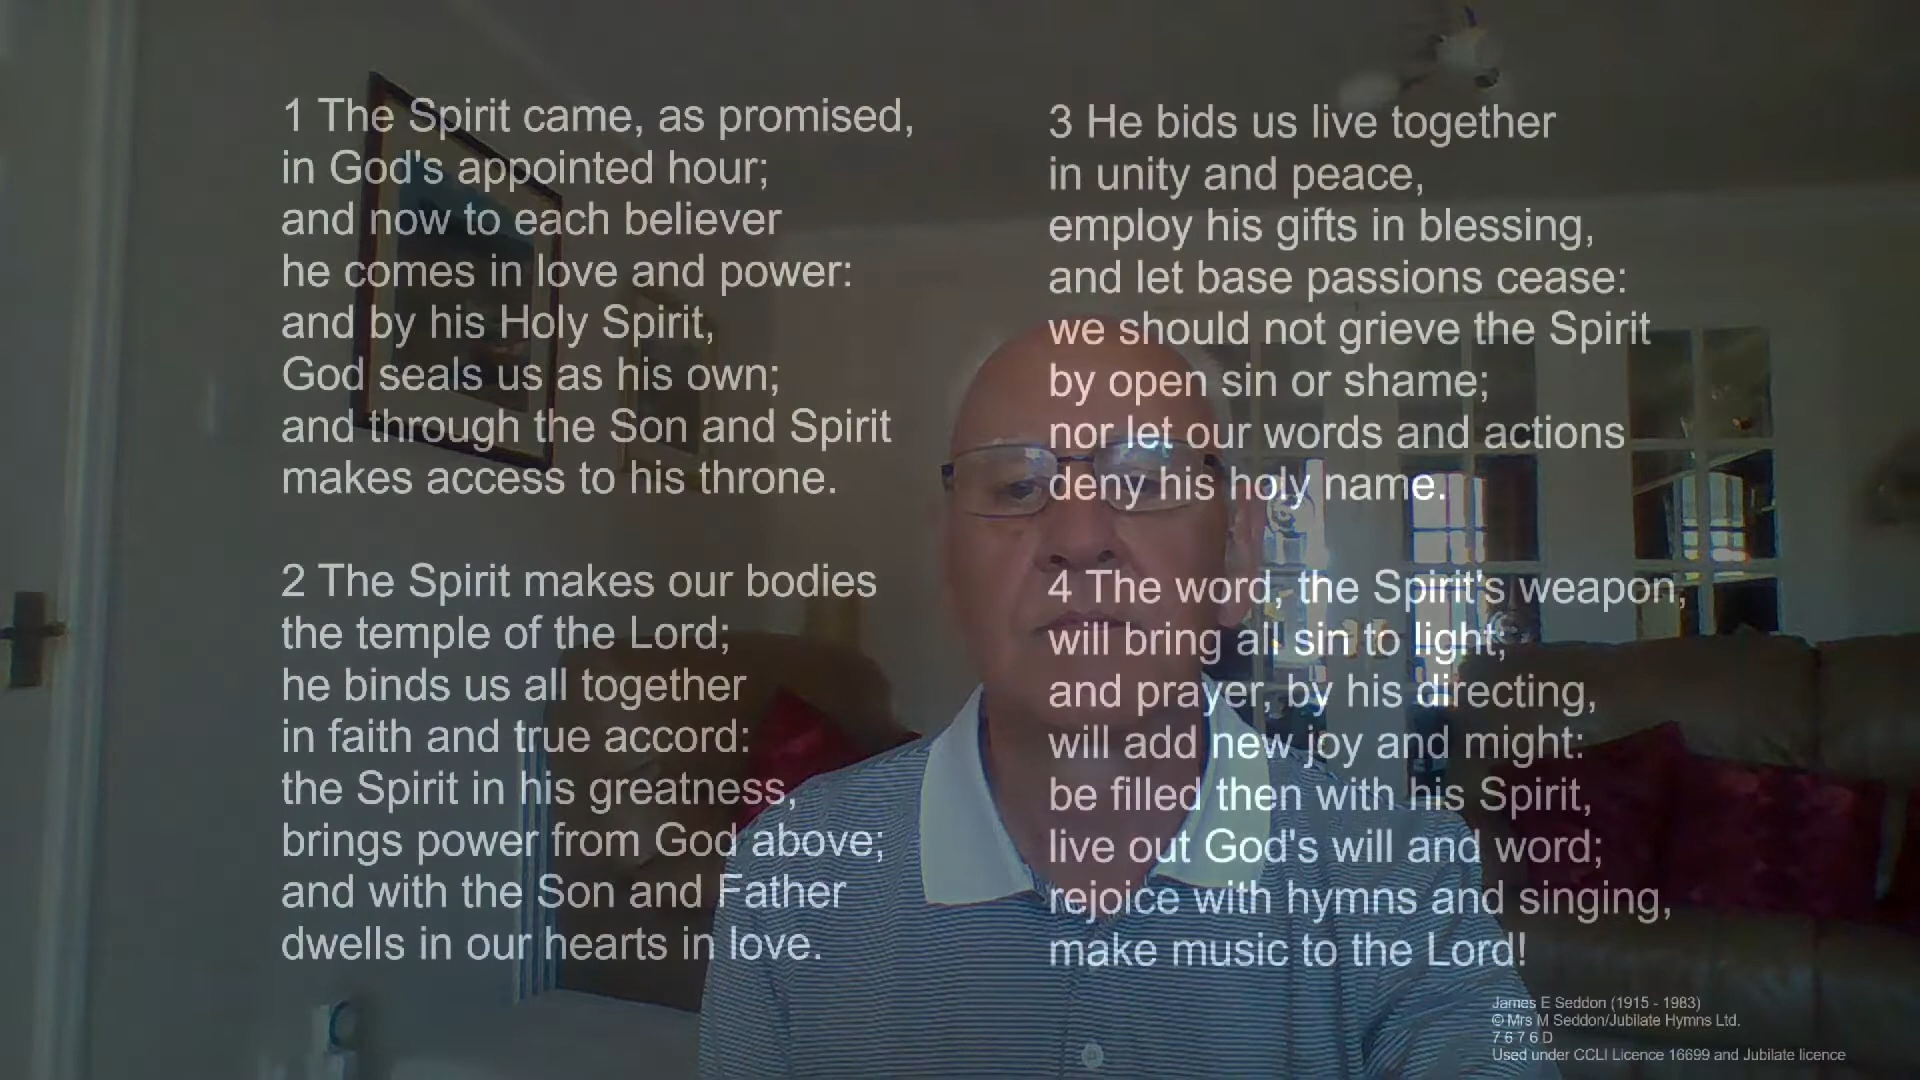 1 The Spirit came, as promised,
in God's appointed hour;
and now to each believer
he comes in love and power:
and by his Holy Spirit,
God seals us as his own;
and through the Son and Spirit
makes access to his throne.
2 The Spirit makes our bodies
the temple of the Lord;
he binds us all together
in faith and true accord:
the Spirit in his greatness,
brings power from God above;
and with the Son and Father
dwells in our hearts in love.
3 He bids us live together
in unity and peace,
employ his gifts in blessing,
and let base passions cease:
we should not grieve the Spirit
by open sin or shame;
nor let our words and actions
deny his holy name.
4 The word, the Spirit's weapon,
will bring all sin to light;
and prayer, by his directing,
will add new joy and might:
be filled then with his Spirit,
live out God's will and word;
rejoice with hymns and singing,
make music to the Lord!
James E Seddon (1915 - 1983)
© Mrs M Seddon/Jubilate Hymns Ltd.
7 6 7 6 D
Used under CCLI Licence 16699 and Jubilate licence